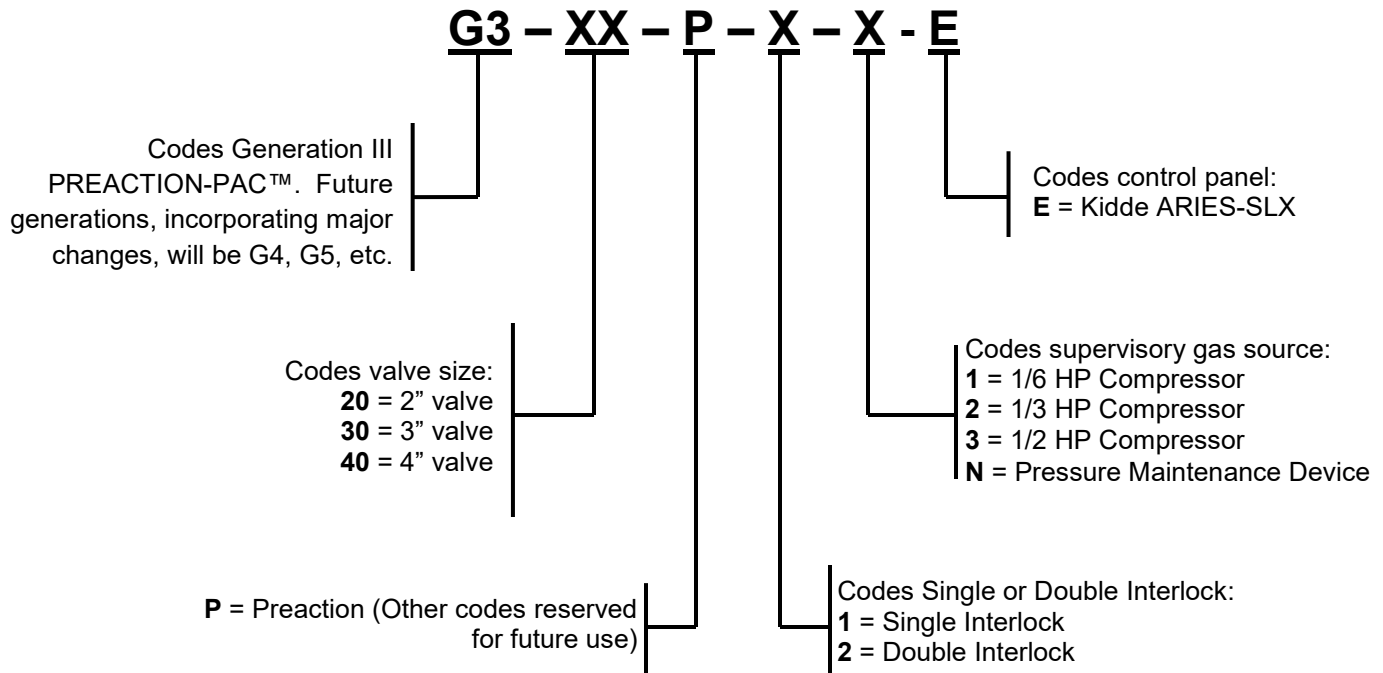 G3 – XX – P – X – X - E
Codes Generation III
PREACTION-PAC™. Future
generations, incorporating major
changes, will be G4, G5, etc.
Codes control panel:
E = Kidde ARIES-SLX
Codes valve size:
20 = 2” valve
30 = 3” valve
40 = 4” valve
Codes supervisory gas source:
1 = 1/6 HP Compressor
2 = 1/3 HP Compressor
3 = 1/2 HP Compressor
N = Pressure Maintenance Device
P = Preaction (Other codes reserved
for future use)
Codes Single or Double Interlock:
1 = Single Interlock
2 = Double Interlock